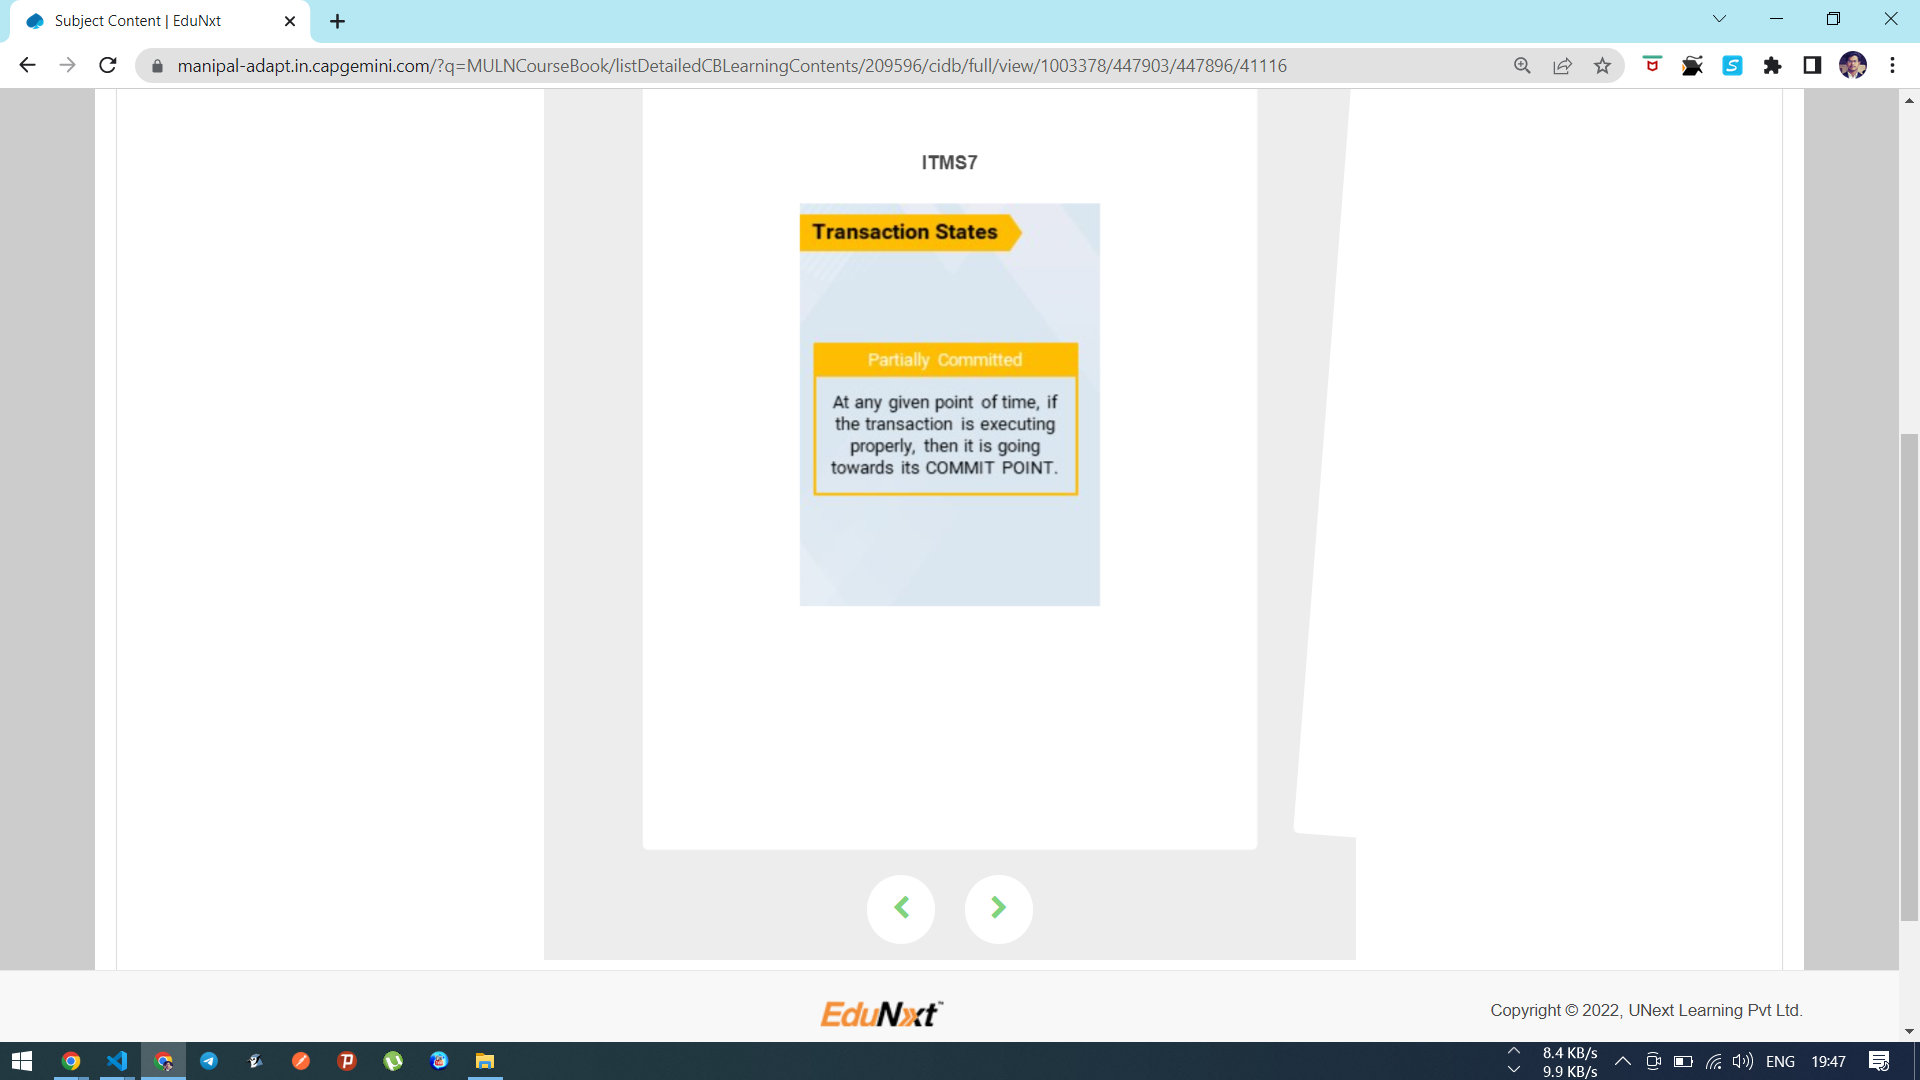 Subject Content | EduNxt
manipal-adapt.in.capgemini.com/?q=MULNCourseBook/listDetailedCBLearningContents/209596/cidb/full/view/1003378/447903/447896/41116
ITMS7
Transaction States
Partially Committed
At any given point of time, if
the transaction is executing
properly, then it is going
towards its COMMIT POINT.
EduNxt
Copyright © 2022, UNext Learning Pvt Ltd.
8.4 KB/s
9.9 KB/s
ENG
19:47